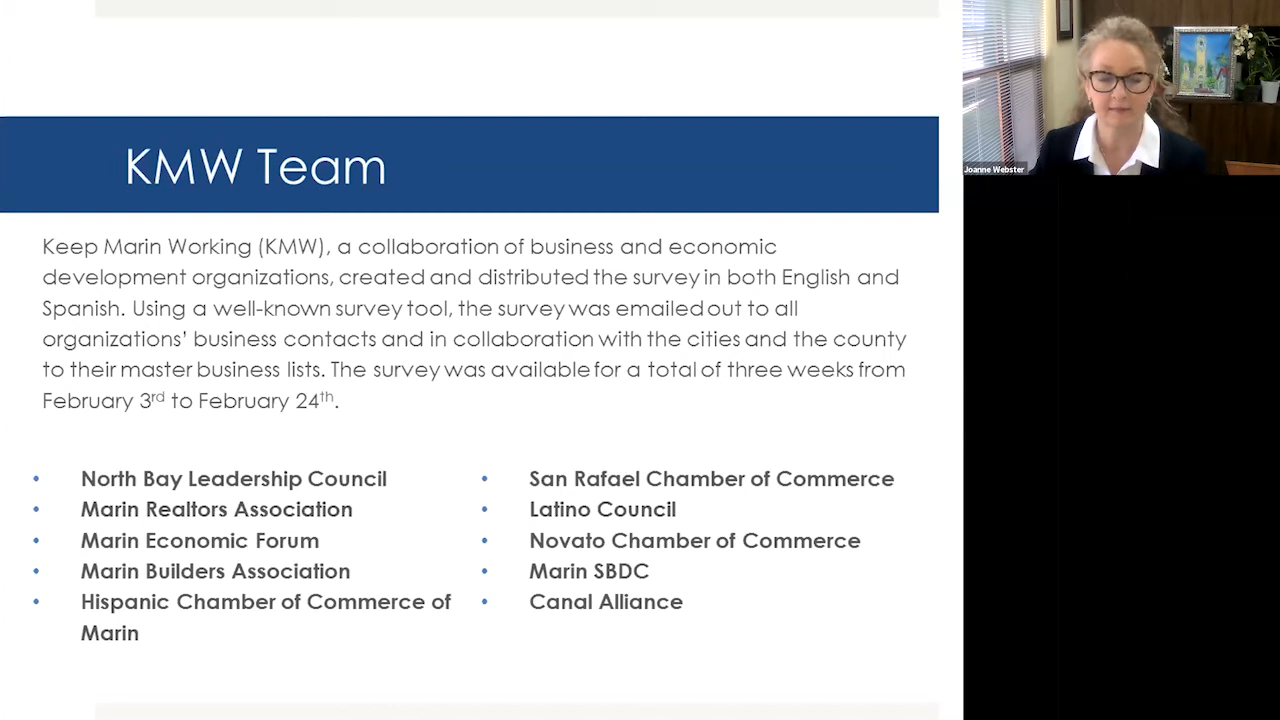 KMW Team
Keep Marin Working (KMW), a collaboration of business and economic
development organizations, created and distributed the survey in both English and
Spanish. Using a well-known survey tool, the survey was emailed out to all
organizations’ business contacts and in collaboration with the cities and the county
to their master business lists. The survey was available for a total of three weeks from
February 3rd to February 24th.
• North Bay Leadership Council
• Marin Realtors Association
• Marin Economic Forum
• Marin Builders Association
• Hispanic Chamber of Commerce of
Marin
• San Rafael Chamber of Commerce
• Latino Council
• Novato Chamber of Commerce
• Marin SBDC
• Canal Alliance
Joanne Webster